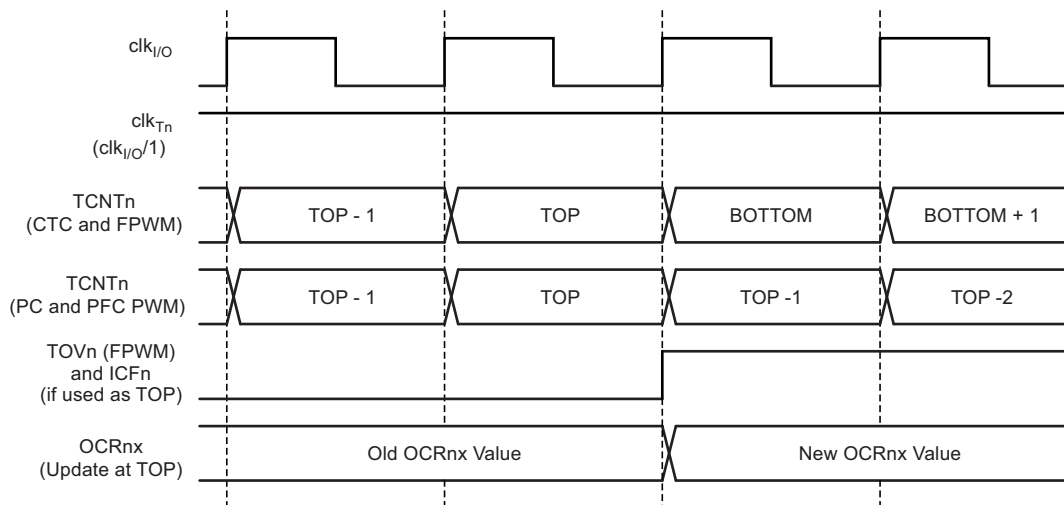 clkI/O
clkTn
(clkI/O/1)
TCNTn
(CTC and FPWM)
TOP - 1
TOP
BOTTOM
BOTTOM + 1
TCNTn
(PC and PFC PWM)
TOP - 1
TOP
TOP -1
TOP -2
TOVn (FPWM)
and ICFn
(if used as TOP)
OCRnx
(Update at TOP)
Old OCRnx Value
New OCRnx Value